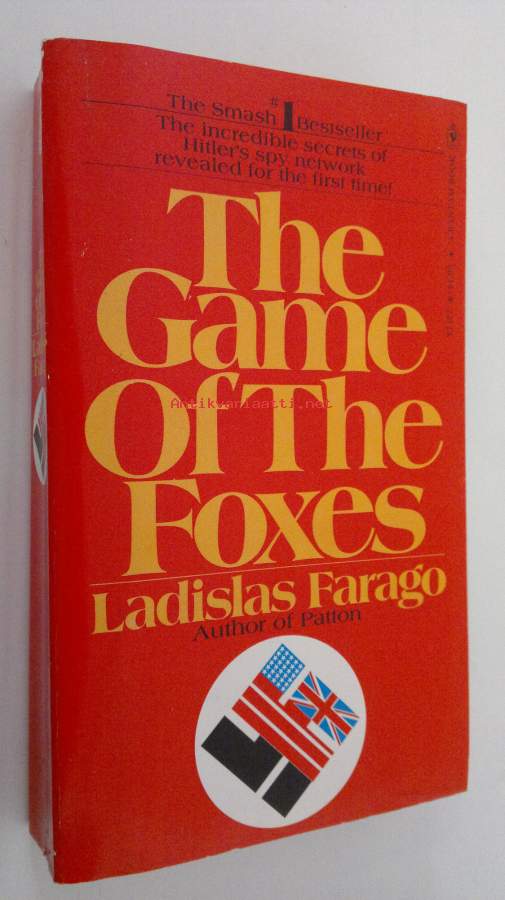 The Smash #1 Bestseller
The incredible secrets of
Hitler's spy network
revealed for the first time!
The
Game
Of The
Foxes
Antikvariaatti.net
Ladislas Farago
Author of Patton